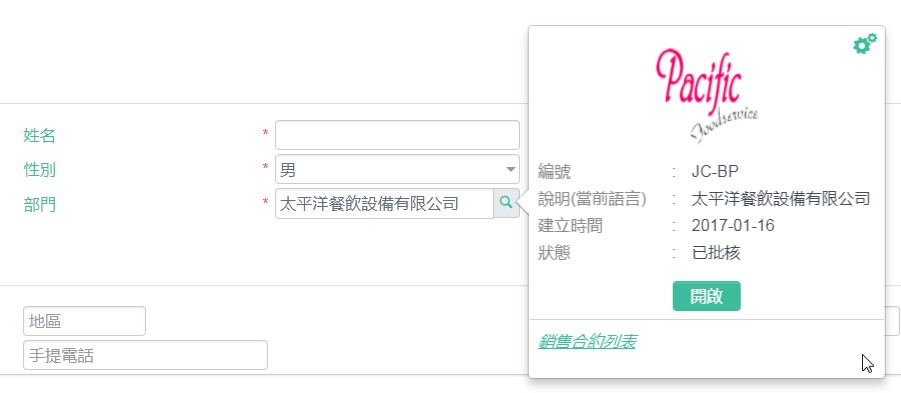 Pacific
Foodservice
姓名 *
性別 * 男
部門 * 太平洋餐飲設備有限公司
編號 : JC-BP
說明(當前語言) : 太平洋餐飲設備有限公司
建立時間 : 2017-01-16
狀態 : 已批核
開啟
銷售合約列表
地區
手提電話